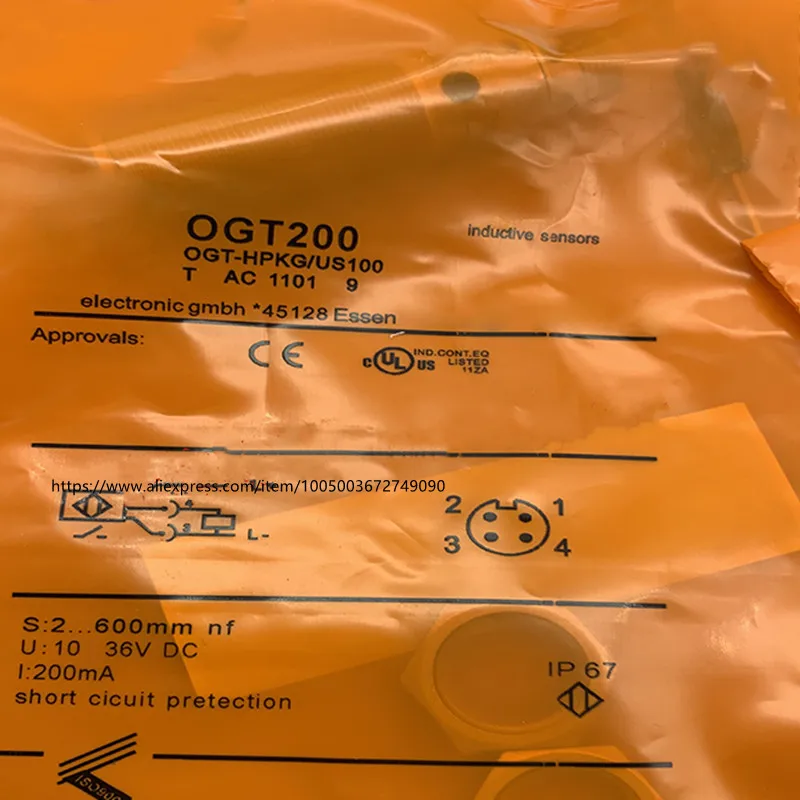 OGT200
inductive sensors
OGT-HPKG/US100
T AC 1101 9
electronic gmbh *45128 Essen
Approvals:
CE
c UL US IND.CONT.EQ
LISTED
11ZA
https://www.aliexpress.com/item/1005003672749090
L-
2 1
3 4
S:2...600mm nf
U:10 36V DC
I:200mA
short cicuit pretection
IP 67